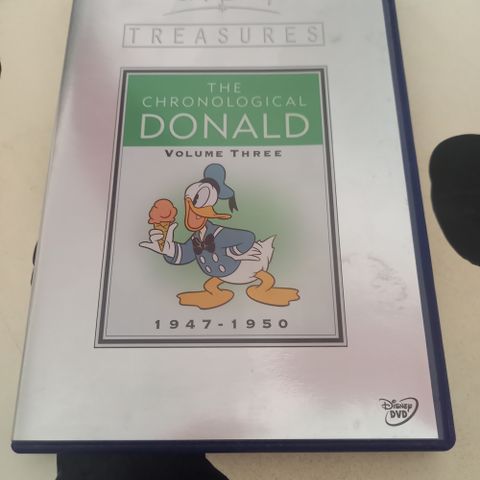 TREASURES
THE
CHRONOLOGICAL
DONALD
VOLUME THREE
1947-1950
Disney
DVD